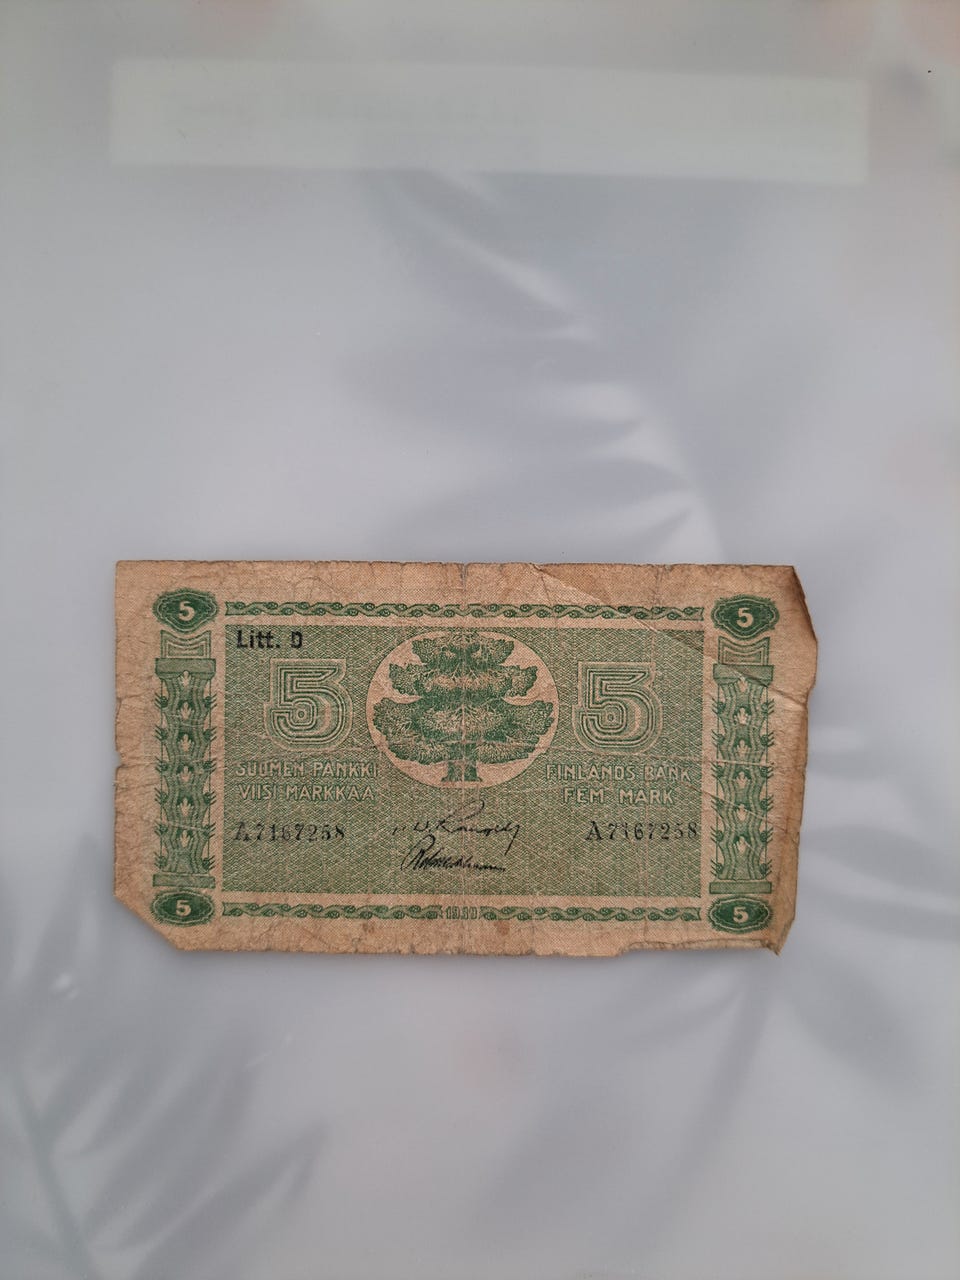 5 5
Litt. D
5 5
SUOMEN PANKKI FINLANDS BANK
VIISI MARKKAA FEM MARK
A7167258 A7167258
5 5